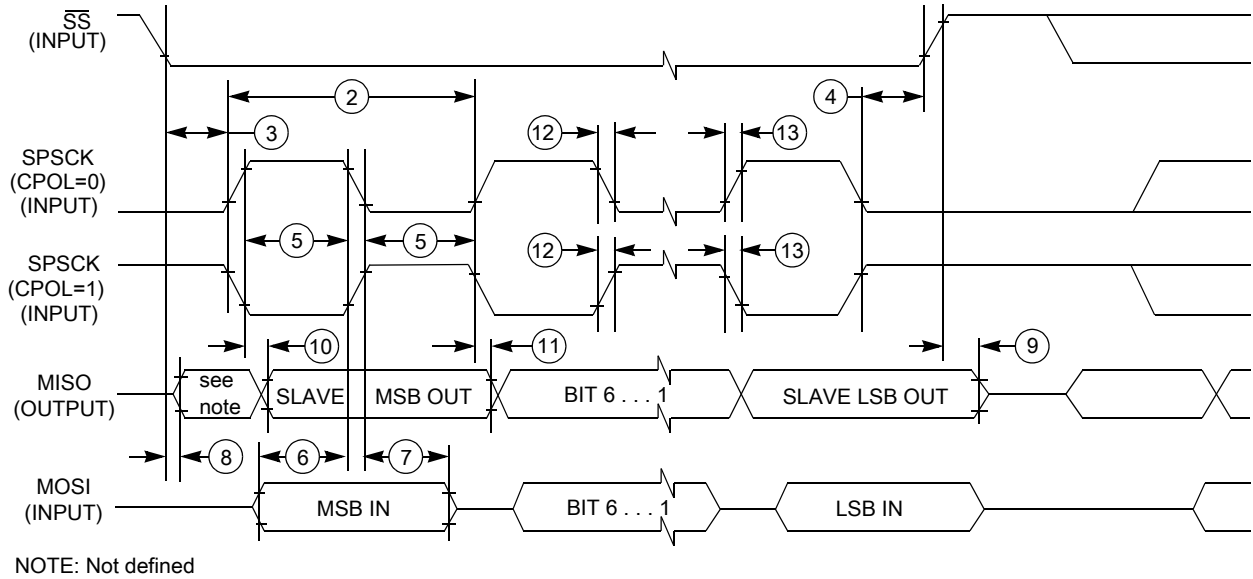 SS
(INPUT)
2
4
3
12
13
SPSCK
(CPOL=0)
(INPUT)
5
5
SPSCK
(CPOL=1)
(INPUT)
12
13
10
11
9
MISO
(OUTPUT)
see
note
SLAVE
MSB OUT
BIT 6 . . . 1
SLAVE LSB OUT
8
6
7
MOSI
(INPUT)
MSB IN
BIT 6 . . . 1
LSB IN
NOTE: Not defined